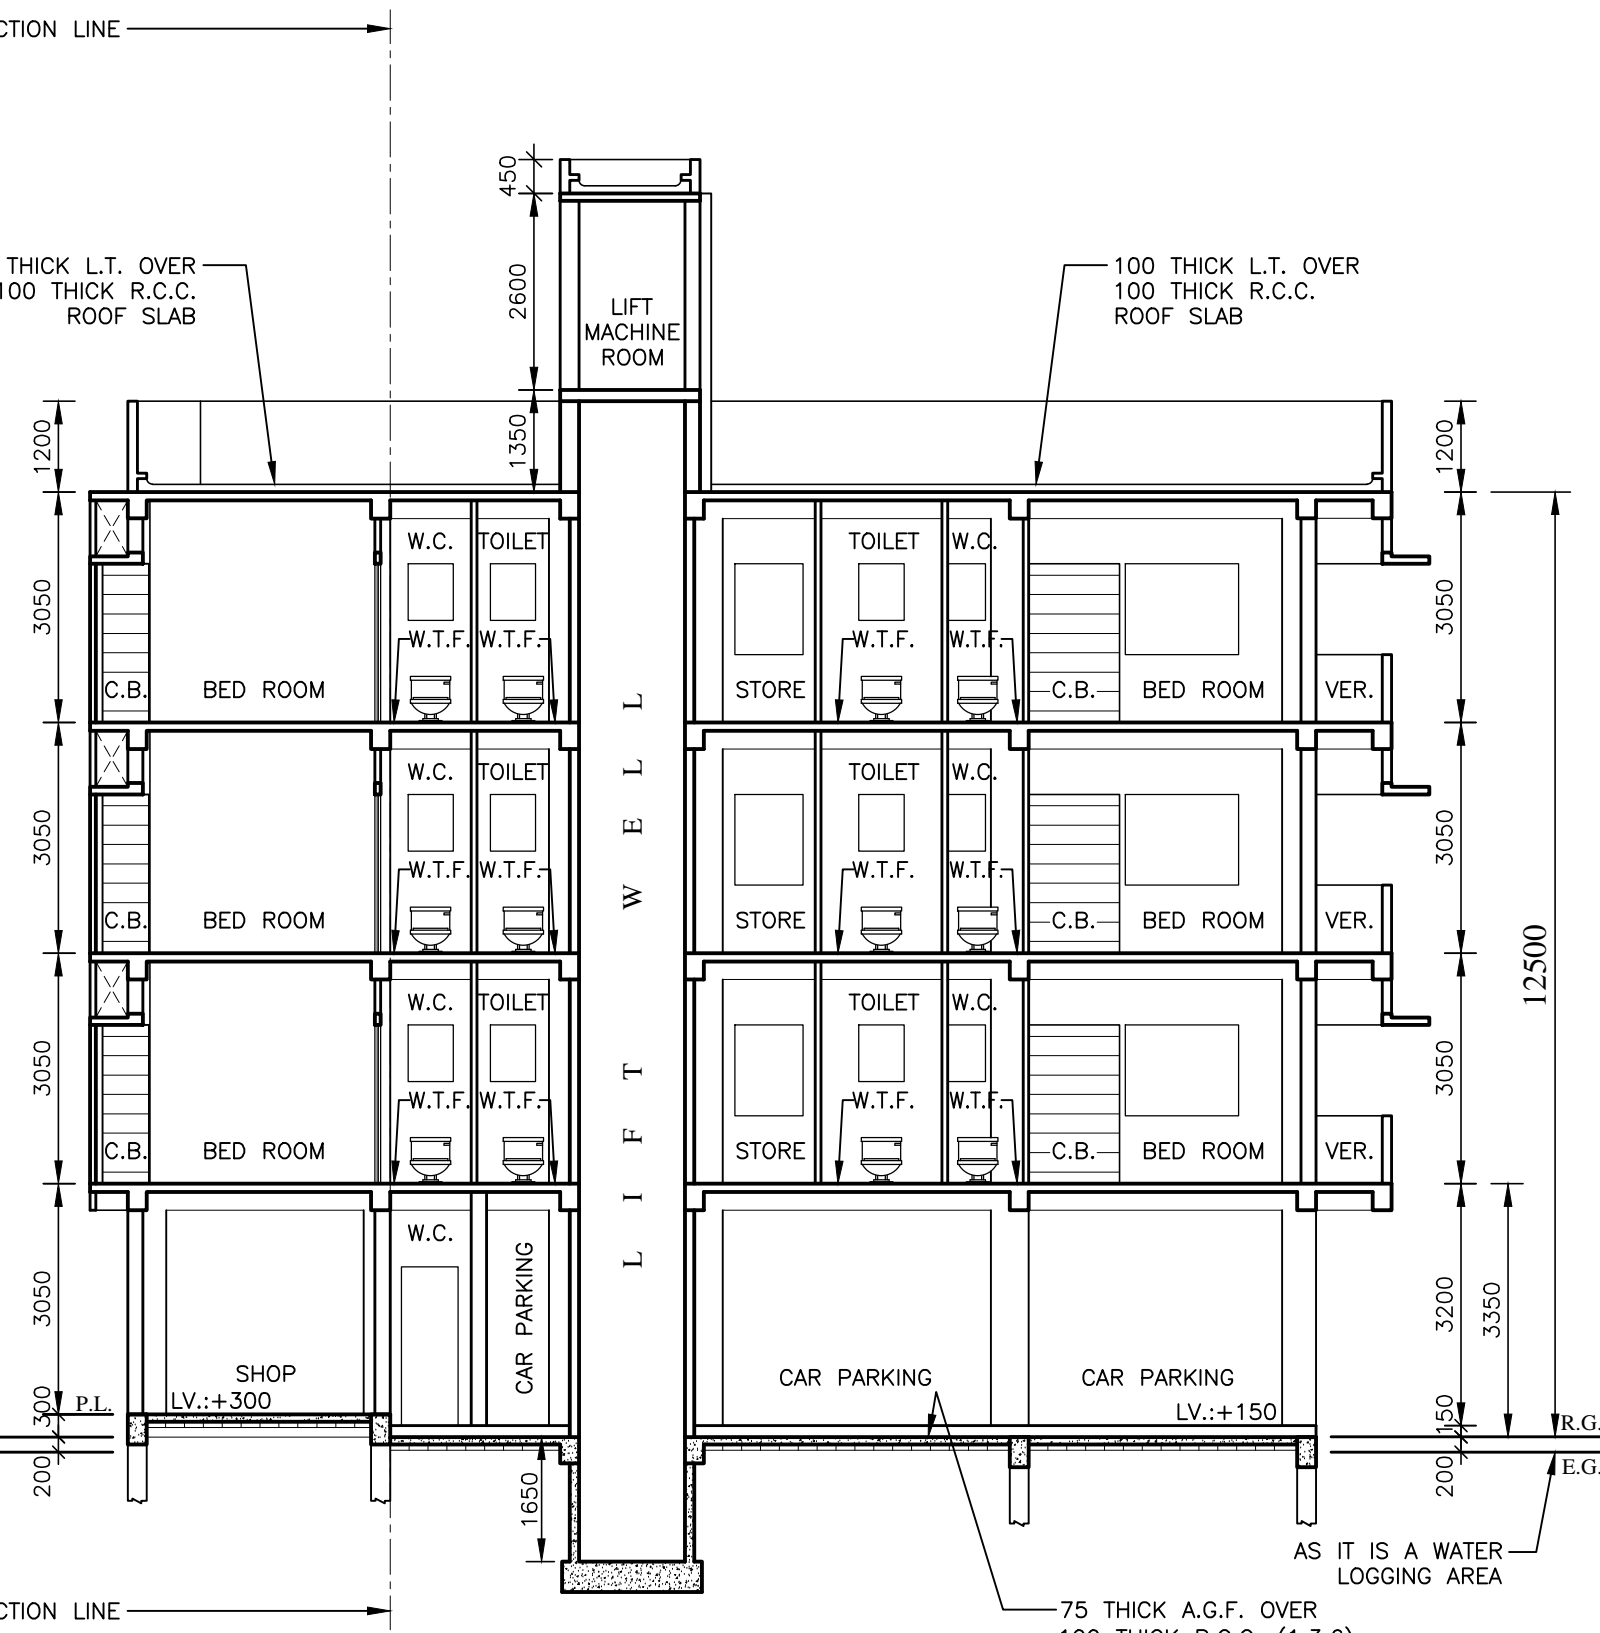 CTION LINE
450
2600
LIFT
MACHINE
ROOM
1350
THICK L.T. OVER
100 THICK R.C.C.
ROOF SLAB
100 THICK L.T. OVER
100 THICK R.C.C.
ROOF SLAB
1200
1200
W.C. TOILET TOILET W.C.
3050
3050
W.T.F. W.T.F. W.T.F. W.T.F.
C.B. BED ROOM STORE C.B. BED ROOM VER.
W.C. TOILET TOILET W.C.
3050
3050
W.T.F. W.T.F. W.T.F. W.T.F.
C.B. BED ROOM STORE C.B. BED ROOM VER.
12500
W.C. TOILET TOILET W.C.
3050
3050
W.T.F. W.T.F. W.T.F. W.T.F.
C.B. BED ROOM STORE C.B. BED ROOM VER.
LIFT WELL
W.C.
3050
CAR PARKING
3200
3350
SHOP
CAR PARKING
CAR PARKING
LV.:+300
LV.:+150
P.L.
300
150
R.G.
200
200
E.G.
1650
AS IT IS A WATER
LOGGING AREA
CTION LINE
75 THICK A.G.F. OVER